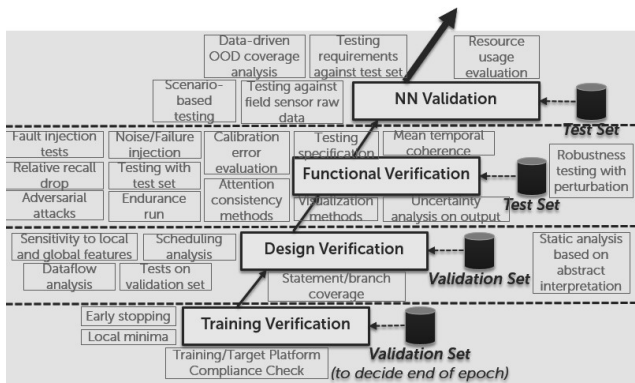 Data-driven
OOD coverage
analysis
Testing
requirements
against test set
Resource
usage
evaluation
Scenario-
based
testing
Testing against
field sensor raw
data
NN Validation
Test Set
Fault injection
tests
Noise/Failure
injection
Calibration
error
evaluation
Testing
specification
Mean temporal
coherence
Relative recall
drop
Testing with
test set
Functional Verification
Robustness
testing with
perturbation
Adversarial
attacks
Endurance
run
Attention
consistency
methods
Visualization
methods
Uncertainty
analysis on output
Test Set
Sensitivity to local
and global features
Scheduling
analysis
Design Verification
Static analysis
based on
abstract
interpretation
Dataflow
analysis
Tests on
validation set
Validation Set
Statement/branch
coverage
Early stopping
Training Verification
Local minima
Training/Target Platform
Compliance Check
Validation Set
(to decide end of epoch)